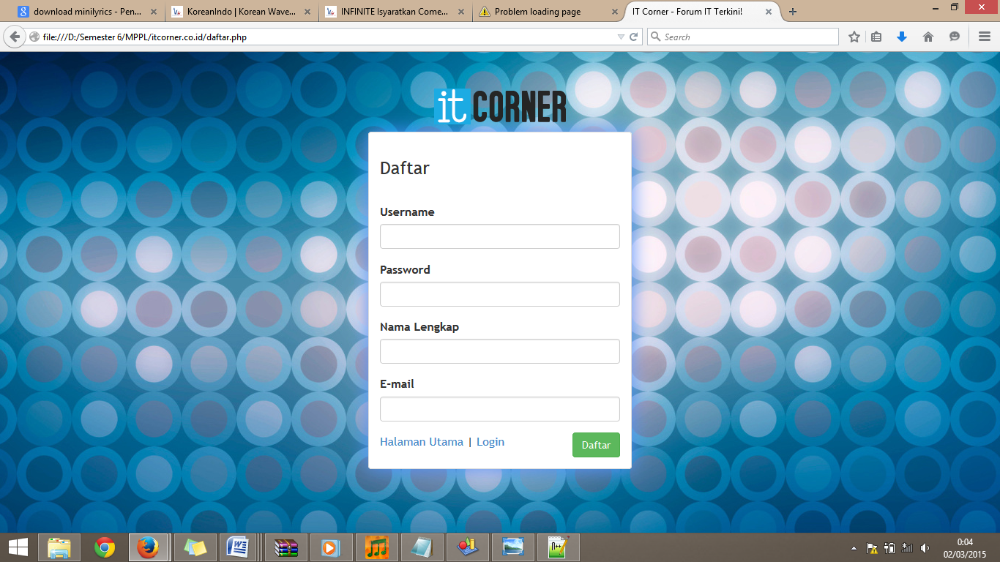 download minilyrics - Pen...
KoreanIndo | Korean Wave...
INFINITE Isyaratkan Come...
Problem loading page
IT Corner - Forum IT Terkini!
file:///D:/Semester 6/MPPL/itcorner.co.id/daftar.php
Search
it CORNER
Daftar
Username
Password
Nama Lengkap
E-mail
Halaman Utama | Login
Daftar
0:04
02/03/2015